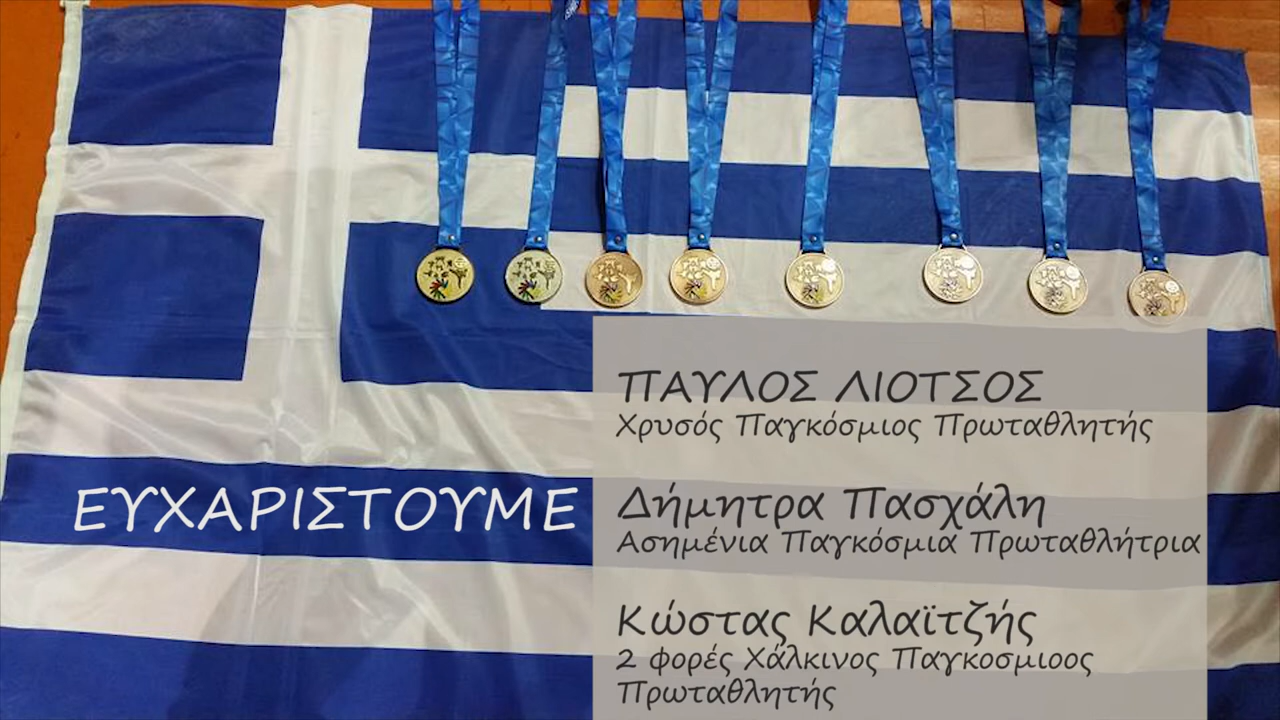 ΕΥΧΑΡΙΣΤΟΥΜΕ
ΠΑΥΛΟΣ ΛΙΟΤΣΟΣ
Χρυσός Παγκόσμιος Πρωταθλητής
Δήμητρα Πασχάλη
Ασημένια Παγκόσμια Πρωταθλήτρια
Κώστας Καλαϊτζής
2 φορές Χάλκινος Παγκοσμιοος
Πρωταθλητής